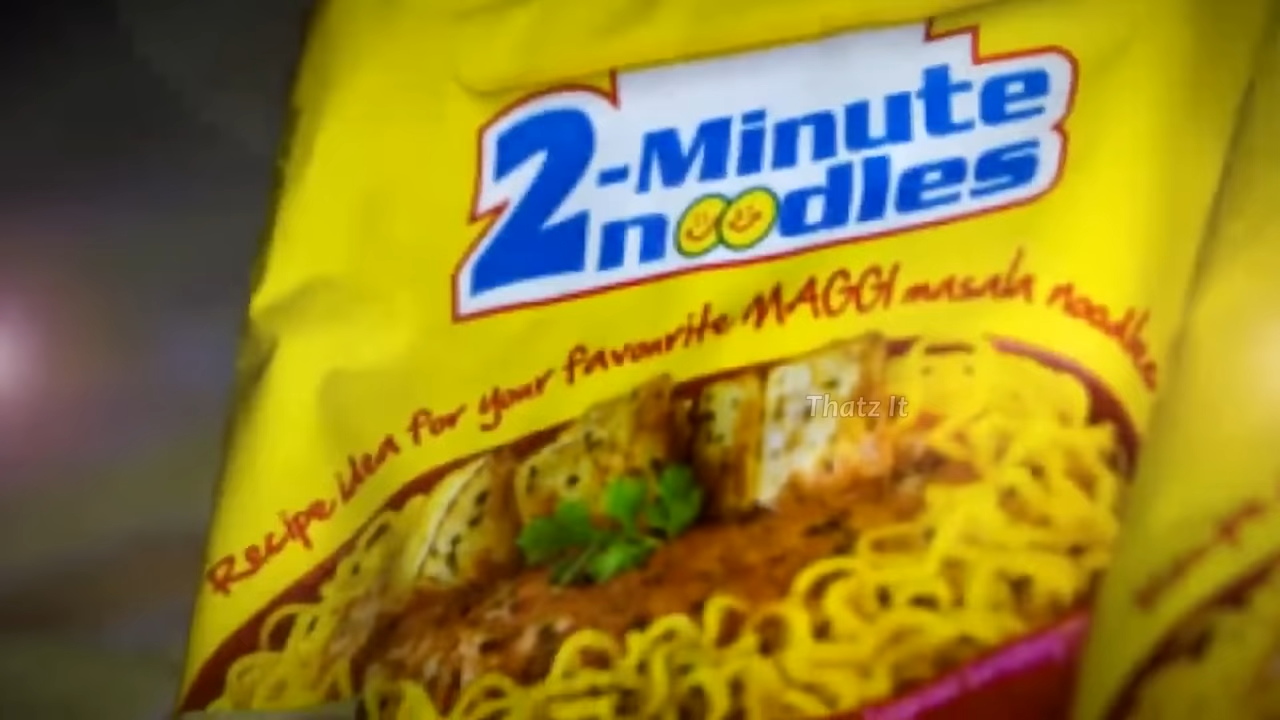 2-Minute
noodles
Recipe idea for your favourite MAGGI masala noodles
Thatz It